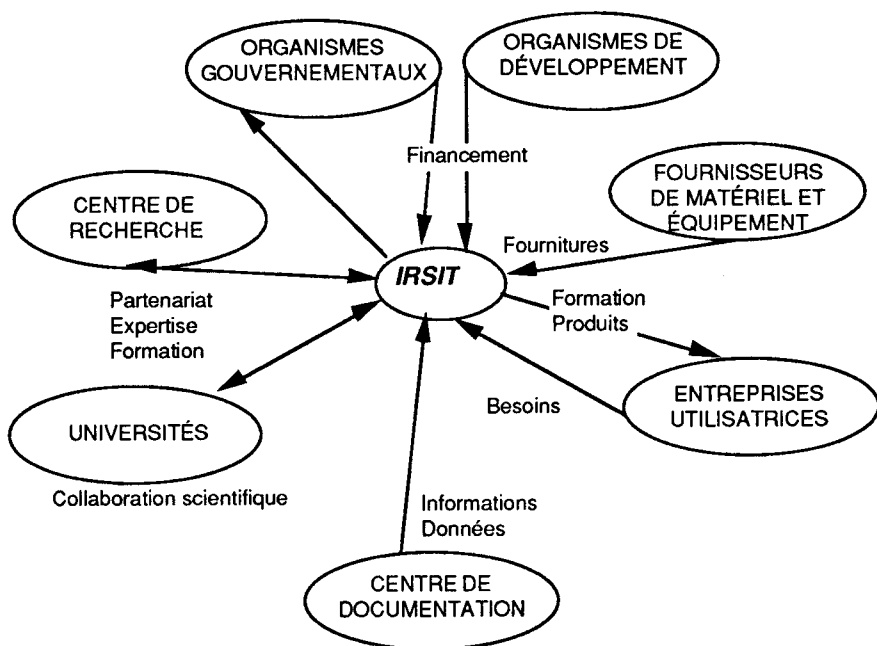 ORGANISMES
GOUVERNEMENTAUX
ORGANISMES DE
DÉVELOPPEMENT
Financement
FOURNISSEURS
DE MATÉRIEL ET
ÉQUIPEMENT
CENTRE DE
RECHERCHE
Fournitures
IRSIT
Partenariat
Expertise
Formation
Formation
Produits
ENTREPRISES
UTILISATRICES
Besoins
UNIVERSITÉS
Collaboration scientifique
Informations
Données
CENTRE DE
DOCUMENTATION